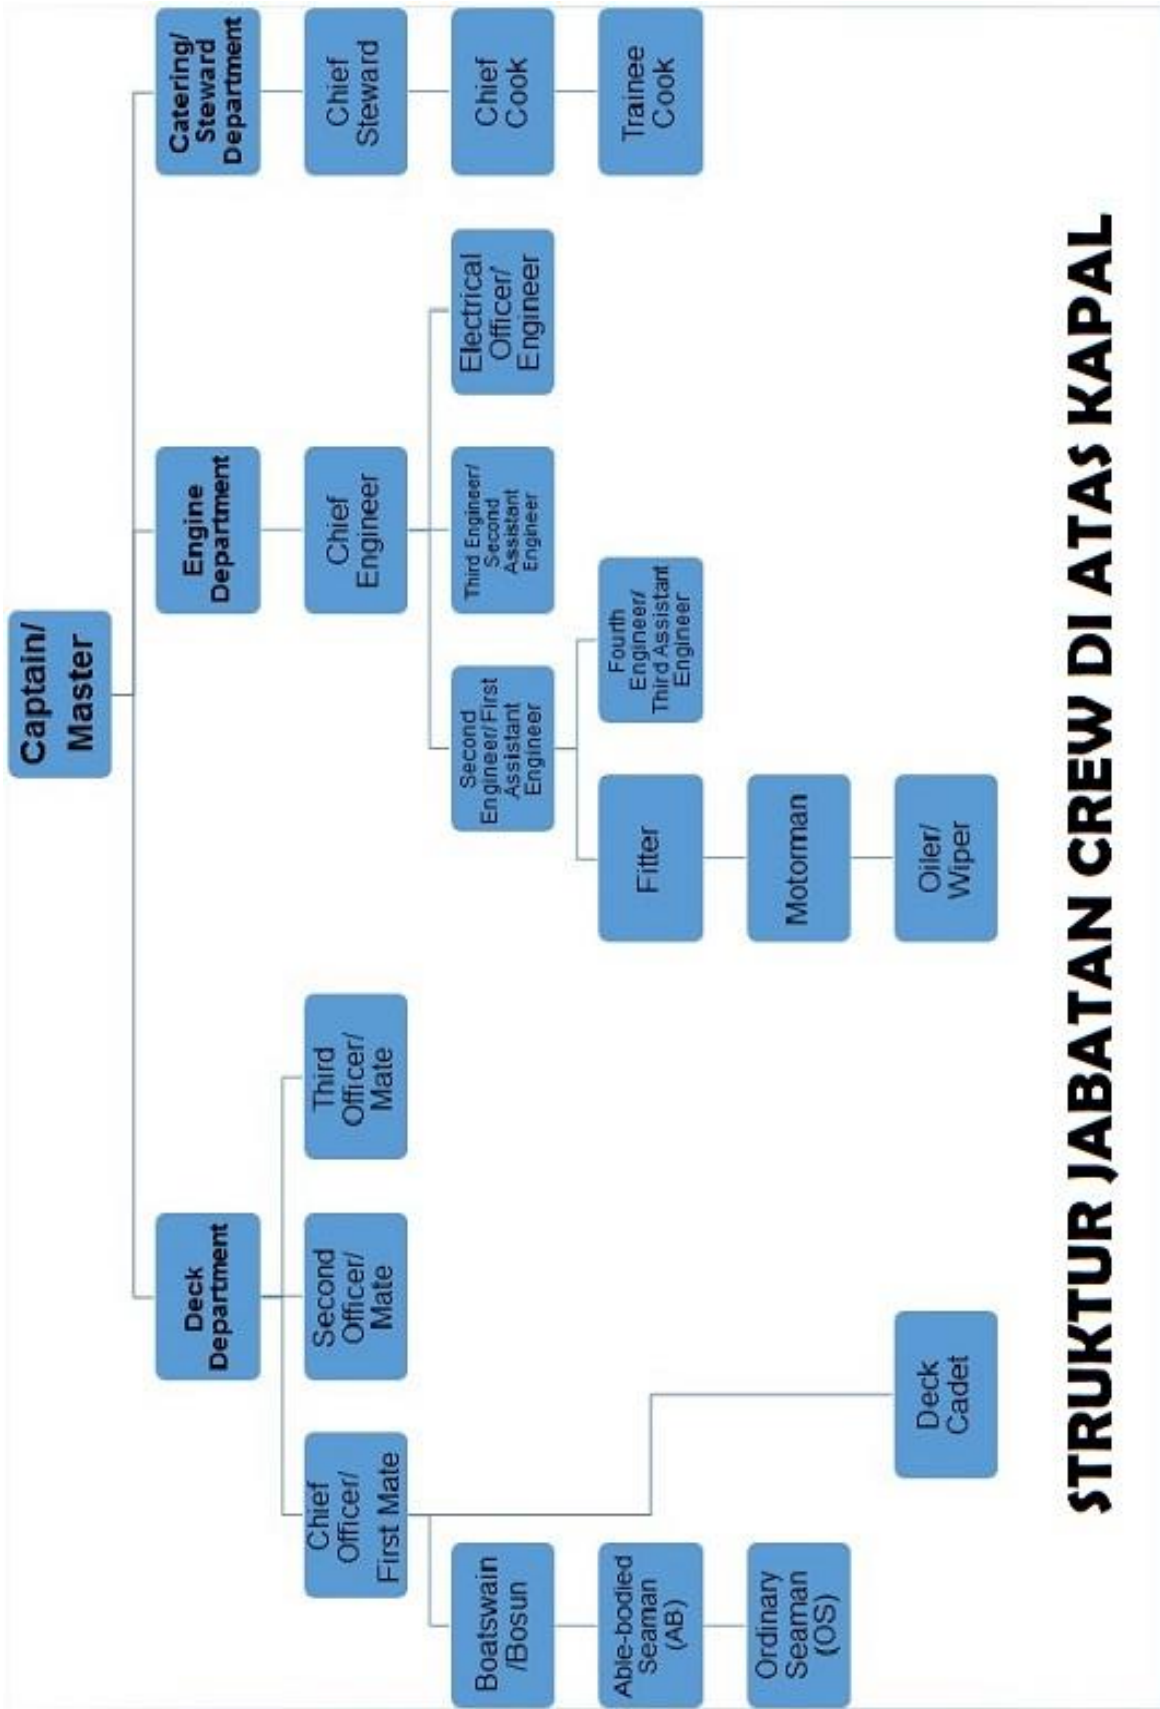 Captain/
Master
Deck
Department
Engine
Department
Catering/
Steward
Department
Chief
Officer/
First Mate
Second
Officer/
Mate
Third
Officer/
Mate
Chief
Engineer
Chief
Steward
Boatswain
/Bosun
Second
Engineer/First
Assistant
Engineer
Third Engineer/
Second
Assistant
Engineer
Electrical
Officer/
Engineer
Chief
Cook
Able-bodied
Seaman
(AB)
Fitter
Fourth
Engineer/
Third Assistant
Engineer
Trainee
Cook
Ordinary
Seaman
(OS)
Motorman
Deck
Cadet
Oiler/
Wiper
STRUKTUR JABATAN CREW DI ATAS KAPAL